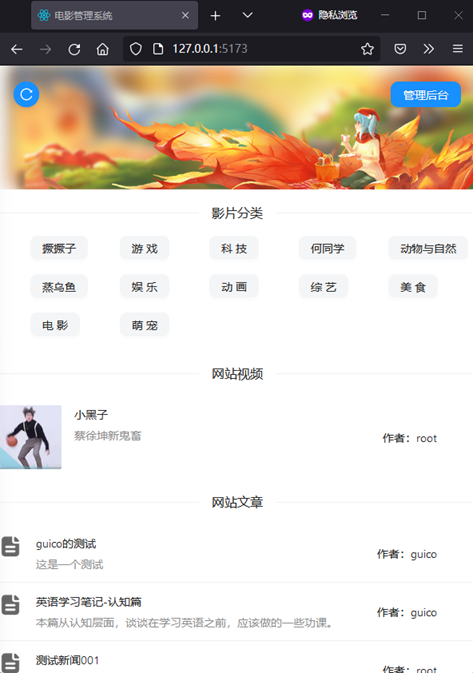 电影管理系统
隐私浏览
127.0.0.1:5173
管理后台
影片分类
撅撅子 游 戏 科 技 何同学 动物与自然
蒸乌鱼 娱 乐 动 画 综 艺 美 食
电 影 萌 宠
网站视频
小黑子
蔡徐坤新鬼畜
作者：root
网站文章
guico的测试
这是一个测试
作者：guico
英语学习笔记-认知篇
本篇从认知层面，谈谈在学习英语之前，应该做的一些功课。
作者：guico
测试新闻001
作者：root